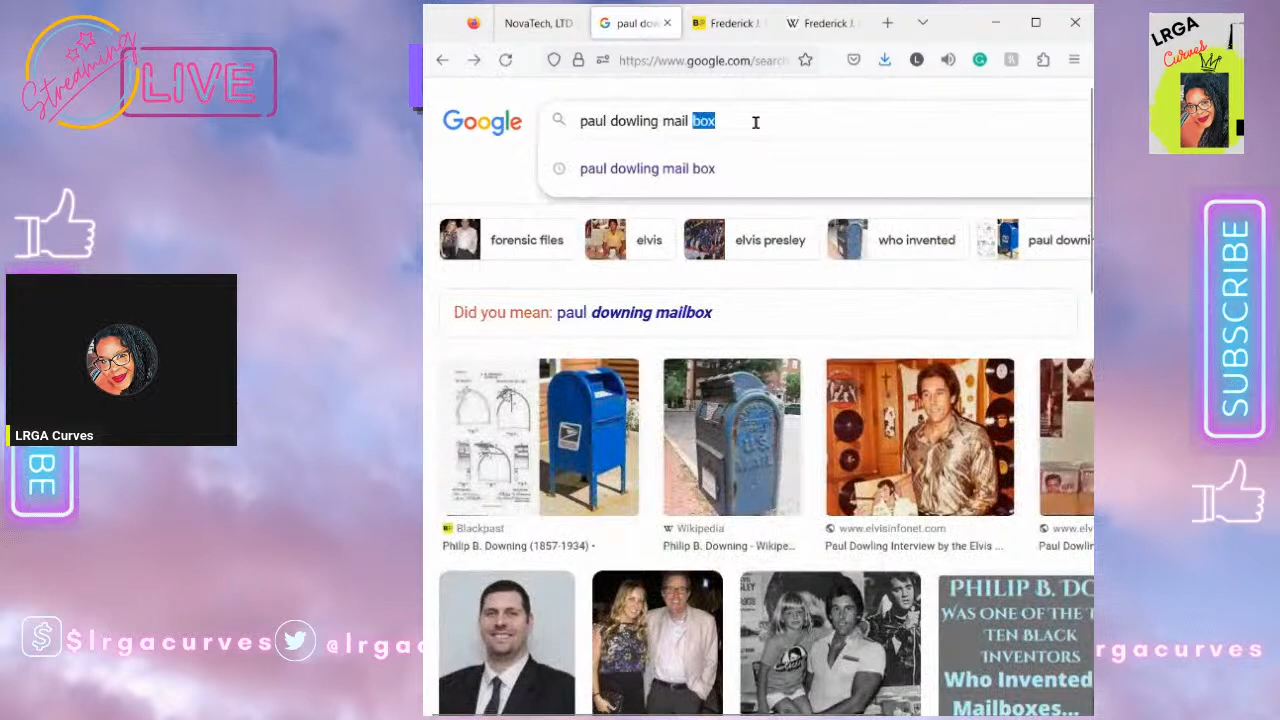 Streaming
LIVE
LRGA Curves
BE
$lrgacurves
@lrgac
NovaTech, LTD
paul dow
Frederick J.
Frederick J.
https://www.google.com/search
Google
paul dowling mail box
paul dowling mail box
forensic files
elvis
elvis presley
who invented
paul downi
Did you mean: paul downing mailbox
Blackpast
Philip B. Downing (1857-1934) •
Wikipedia
Philip B. Downing - Wikipe...
www.elvisinfonet.com
Paul Dowling Interview by the Elvis ...
www.elv
Paul Dowlin
PHILIP B. DO
WAS ONE OF THE T
TEN BLACK
INVENTORS
Who Invented
Mailboxes...
LRGA
Curves
SUBSCRIBE
rgacurves